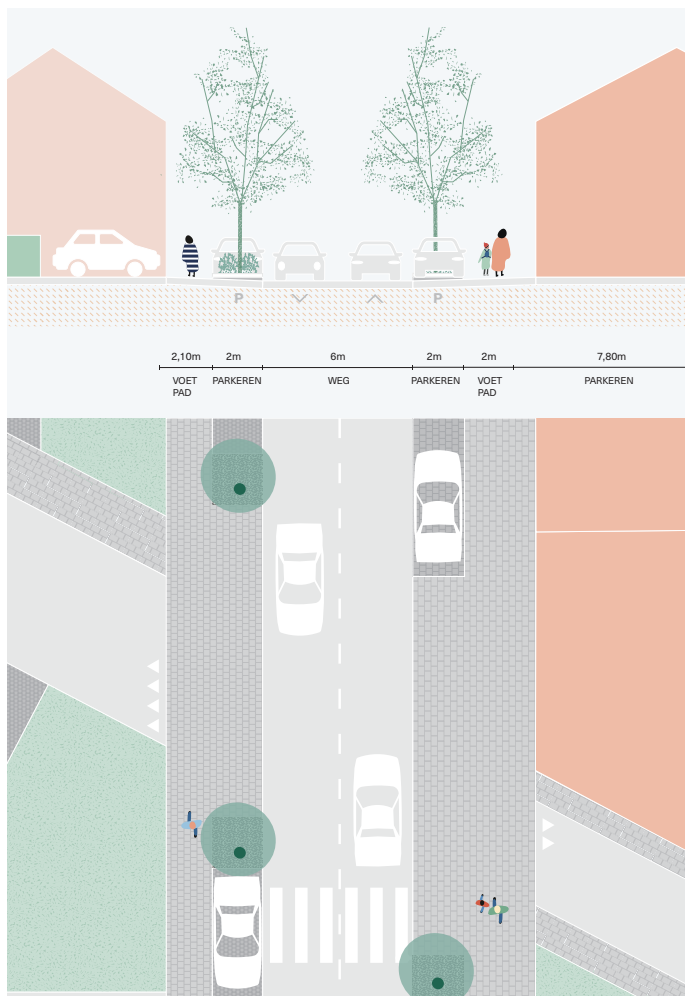 P
P
2,10m 2m 6m 2m 2m 7,80m
VOET PARKEREN WEG PARKEREN VOET PARKEREN
PAD PAD